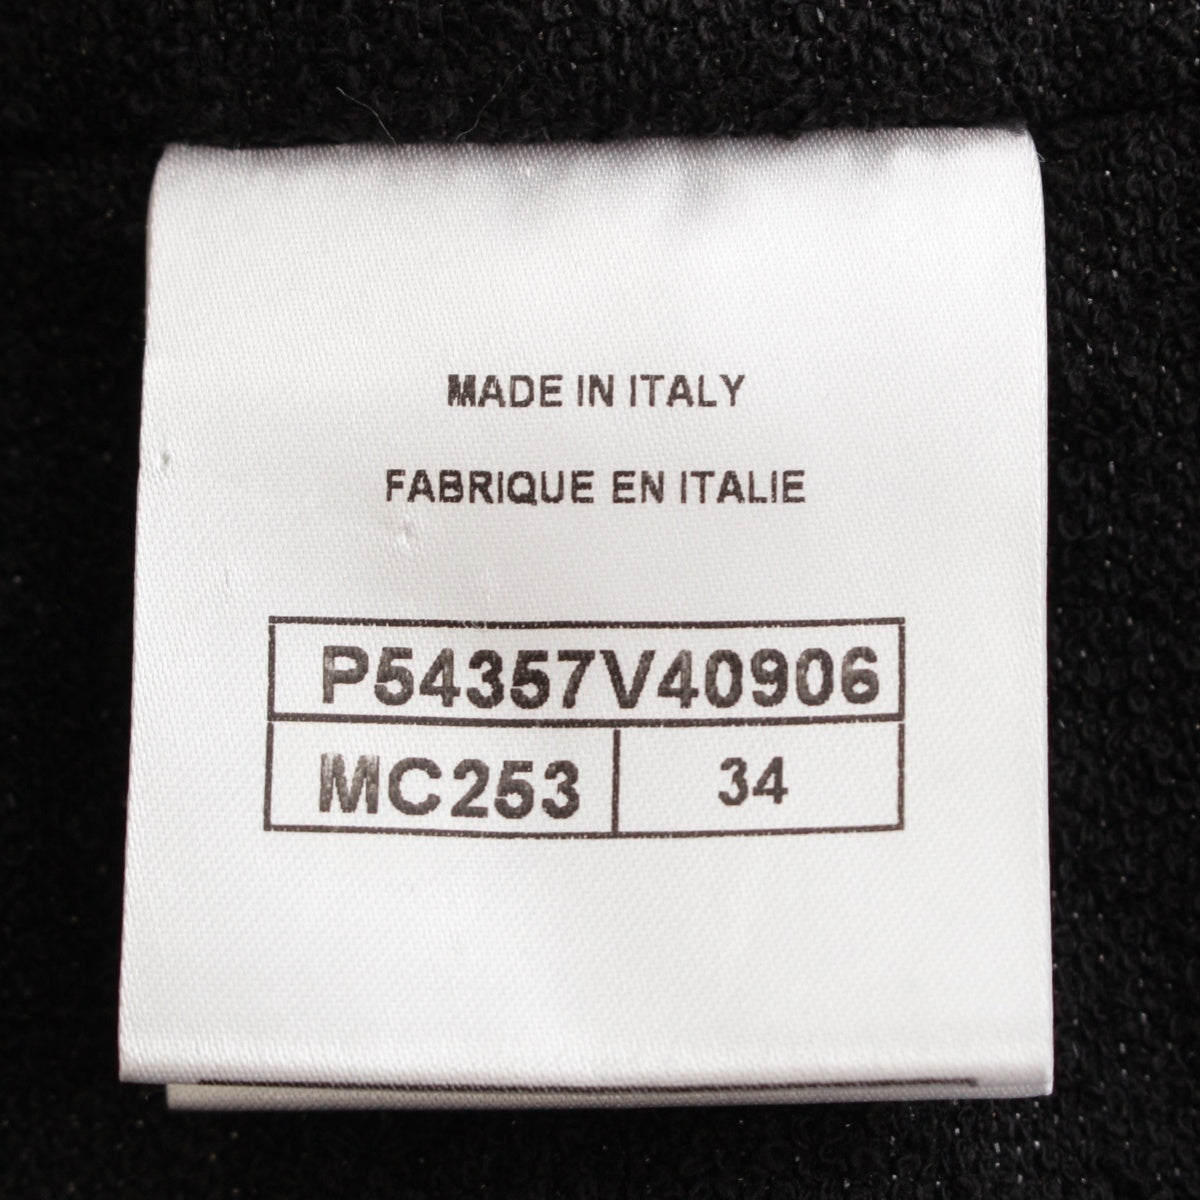 MADE IN ITALY
FABRIQUE EN ITALIE
P54357V40906
MC253 34